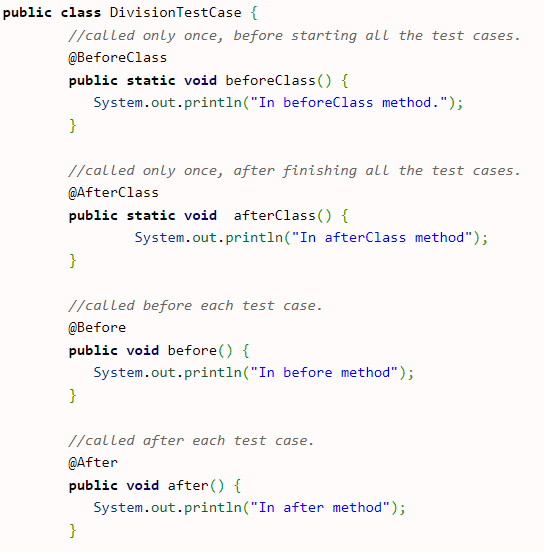 public class DivisionTestCase {
//called only once, before starting all the test cases.
@BeforeClass
public static void beforeClass() {
System.out.println("In beforeClass method.");
}
//called only once, after finishing all the test cases.
@AfterClass
public static void  afterClass() {
System.out.println("In afterClass method");
}
//called before each test case.
@Before
public void before() {
System.out.println("In before method");
}
//called after each test case.
@After
public void after() {
System.out.println("In after method");
}